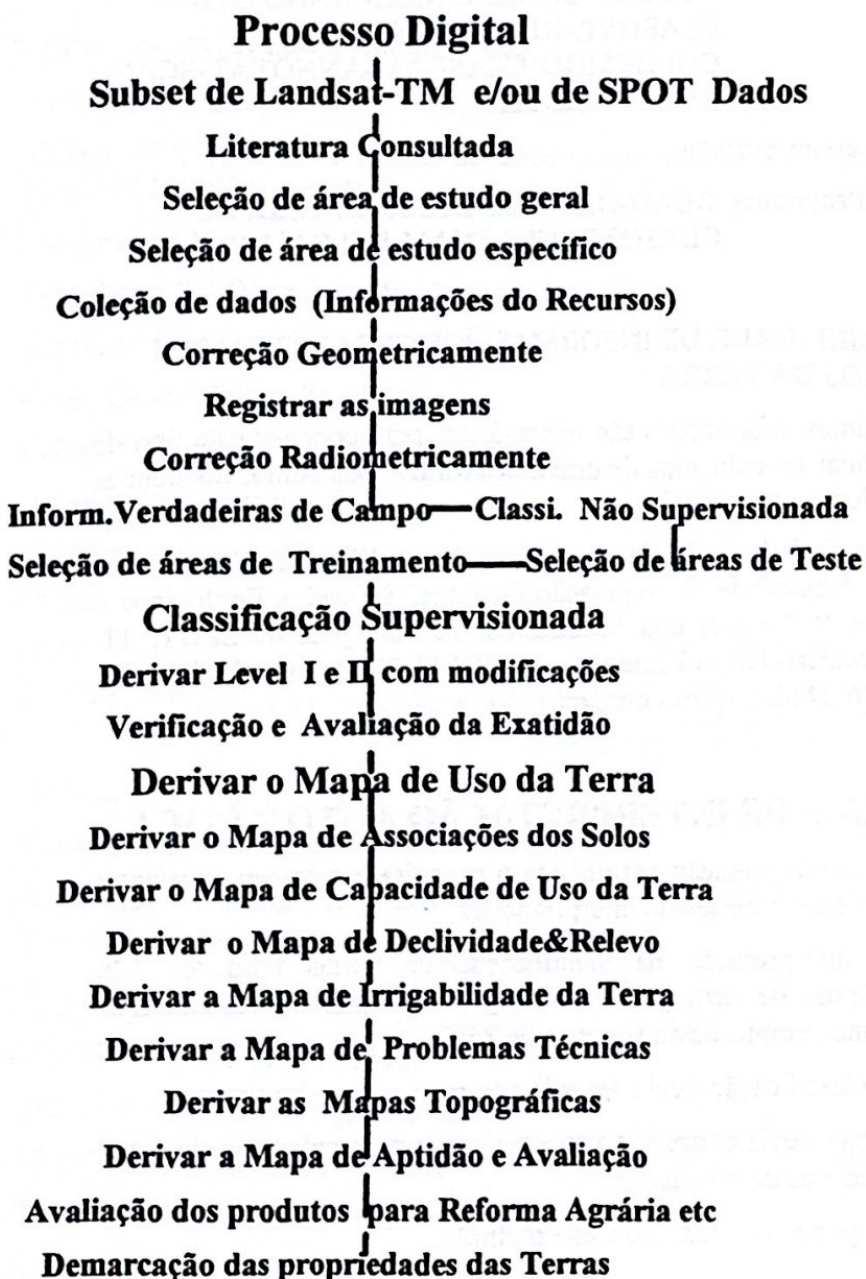 Processo Digital
Subset de Landsat-TM e/ou de SPOT Dados
Literatura Consultada
Seleção de área de estudo geral
Seleção de área de estudo específico
Coleção de dados (Informações do Recursos)
Correção Geometricamente
Registrar as imagens
Correção Radiometricamente
Inform.Verdadeiras de Campo Classi. Não Supervisionada
Seleção de áreas de Treinamento Seleção de áreas de Teste
Classificação Supervisionada
Derivar Level I e II com modificações
Verificação e Avaliação da Exatidão
Derivar o Mapa de Uso da Terra
Derivar o Mapa de Associações dos Solos
Derivar o Mapa de Capacidade de Uso da Terra
Derivar o Mapa de Declividade&Relevo
Derivar a Mapa de Irrigabilidade da Terra
Derivar a Mapa de Problemas Técnicas
Derivar as Mapas Topográficas
Derivar a Mapa de Aptidão e Avaliação
Avaliação dos produtos para Reforma Agrária etc
Demarcação das propriedades das Terras